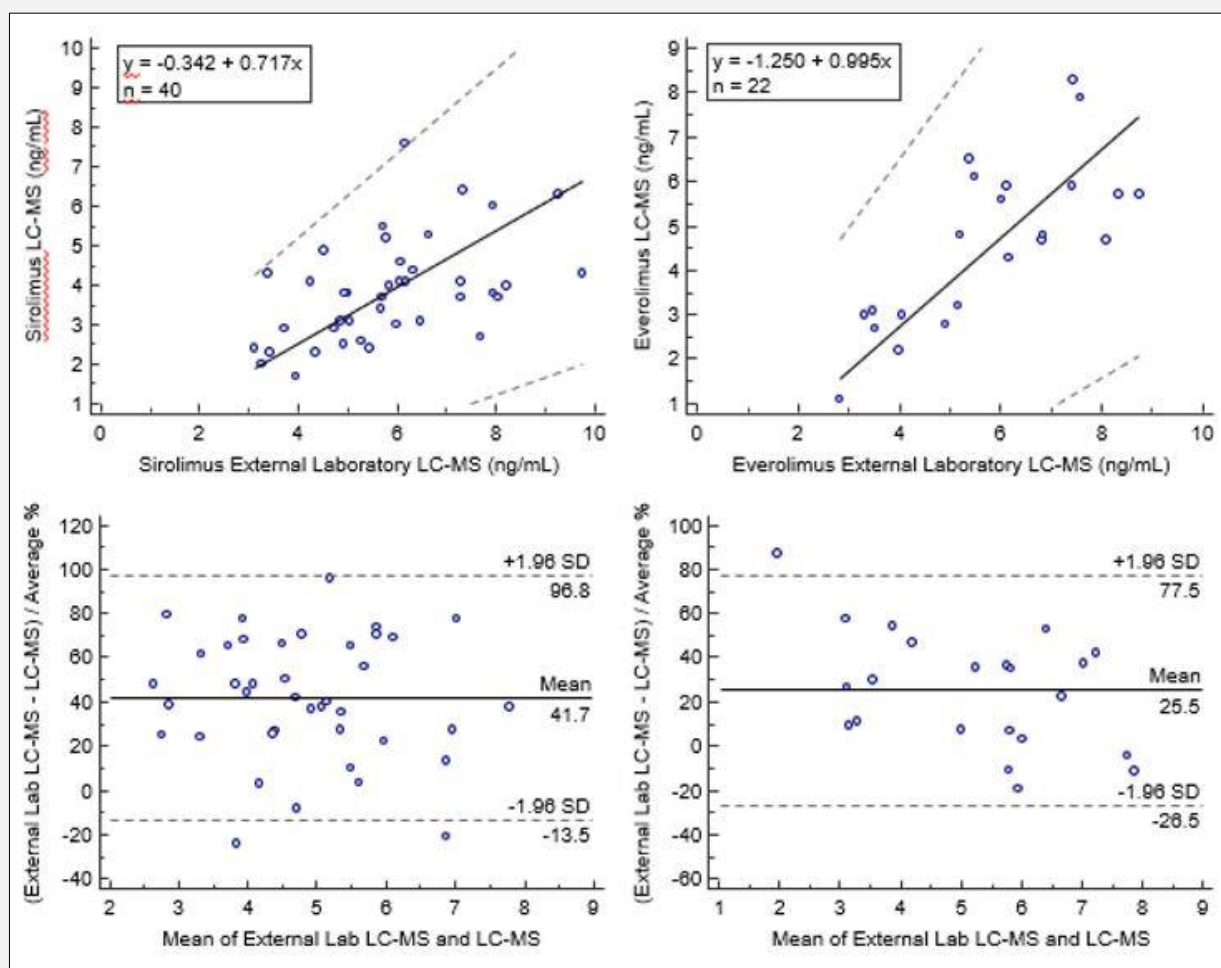 y = -0.342 + 0.717x
n = 40
Sirolimus LC-MS (ng/mL)
10
9
8
7
6
5
4
3
2
1
0 2 4 6 8 10
Sirolimus External Laboratory LC-MS (ng/mL)
y = -1.250 + 0.995x
n = 22
Everolimus LC-MS (ng/mL)
9
8
7
6
5
4
3
2
1
0 2 4 6 8 10
Everolimus External Laboratory LC-MS (ng/mL)
(External Lab LC-MS - LC-MS) / Average %
120
100
80
60
40
20
0
-20
-40
+1.96 SD
96.8
Mean
41.7
-1.96 SD
-13.5
2 3 4 5 6 7 8 9
Mean of External Lab LC-MS and LC-MS
(External Lab LC-MS - LC-MS) / Average %
100
80
60
40
20
0
-20
-40
-60
+1.96 SD
77.5
Mean
25.5
-1.96 SD
-26.5
1 2 3 4 5 6 7 8 9
Mean of External Lab LC-MS and LC-MS